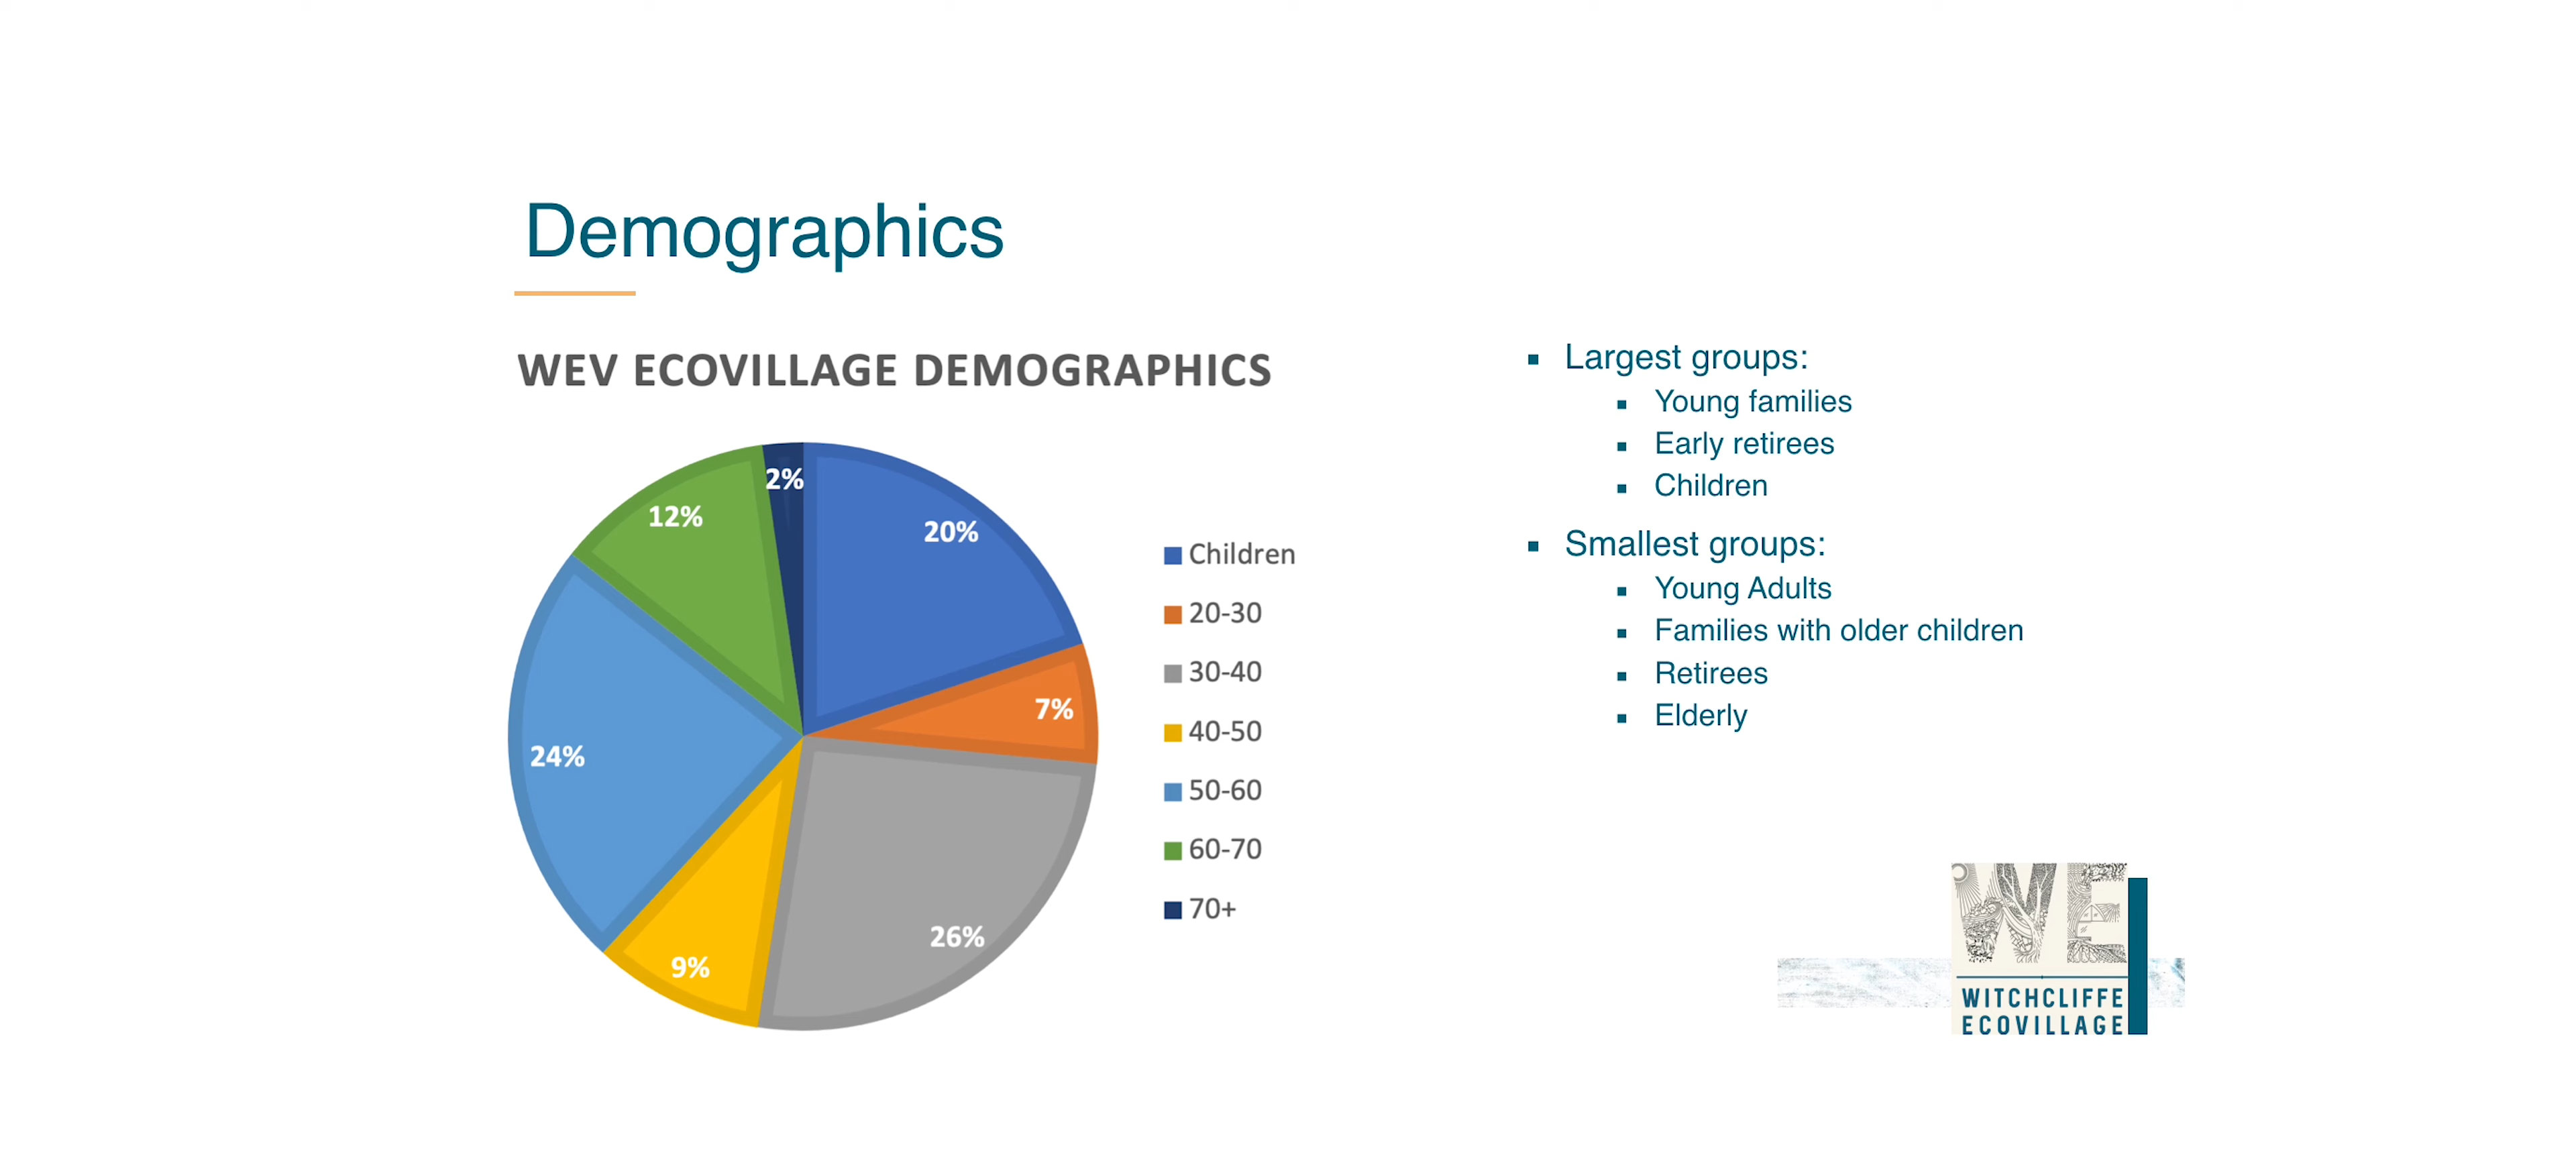 Demographics
WEV ECOVILLAGE DEMOGRAPHICS
2%
20%
12%
7%
24%
26%
9%
Children
20-30
30-40
40-50
50-60
60-70
70+
▪ Largest groups:
▪ Young families
▪ Early retirees
▪ Children
▪ Smallest groups:
▪ Young Adults
▪ Families with older children
▪ Retirees
▪ Elderly
WE
WITCHCLIFFE
ECOVILLAGE